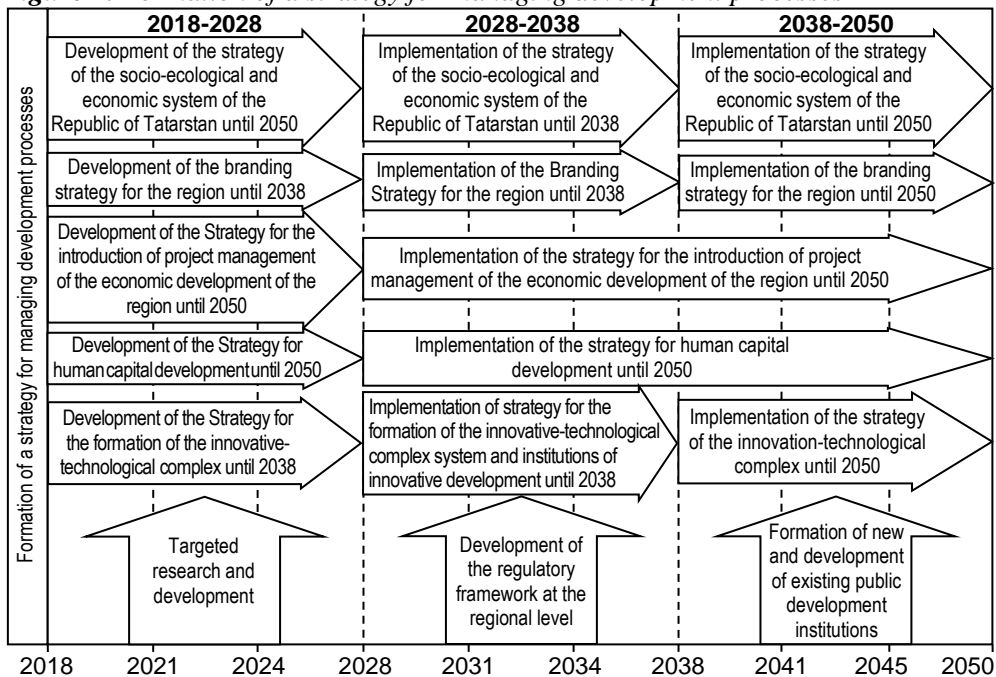 of a strategy for managing development processes
Formation of a strategy for managing development processes
2018-2028
2028-2038
2038-2050
Development of the strategy
of the socio-ecological and
economic system of the
Republic of Tatarstan until 2050
Implementation of the strategy
of the socio-ecological and
economic system of the
Republic of Tatarstan until 2038
Implementation of the strategy
of the socio-ecological and
economic system of the
Republic of Tatarstan until 2050
Development of the branding
strategy for the region until 2038
Implementation of the Branding
Strategy for the region until 2038
Implementation of the branding
strategy for the region until 2050
Development of the Strategy for the
introduction of project management
of the economic development of the
region until 2050
Implementation of the strategy for the introduction of project
management of the economic development of the region until 2050
Development of the Strategy for
human capital development until 2050
Implementation of the strategy for human capital
development until 2050
Development of the Strategy for
the formation of the innovative-
technological complex until 2038
Implementation of strategy for the
formation of the innovative-technological
complex system and institutions of
innovative development until 2038
Implementation of the strategy
of the innovation-technological
complex until 2050
Targeted
research and
development
Development of
the regulatory
framework at the
regional level
Formation of new
and development
of existing public
development
institutions
2018 2021 2024 2028 2031 2034 2038 2041 2045 2050